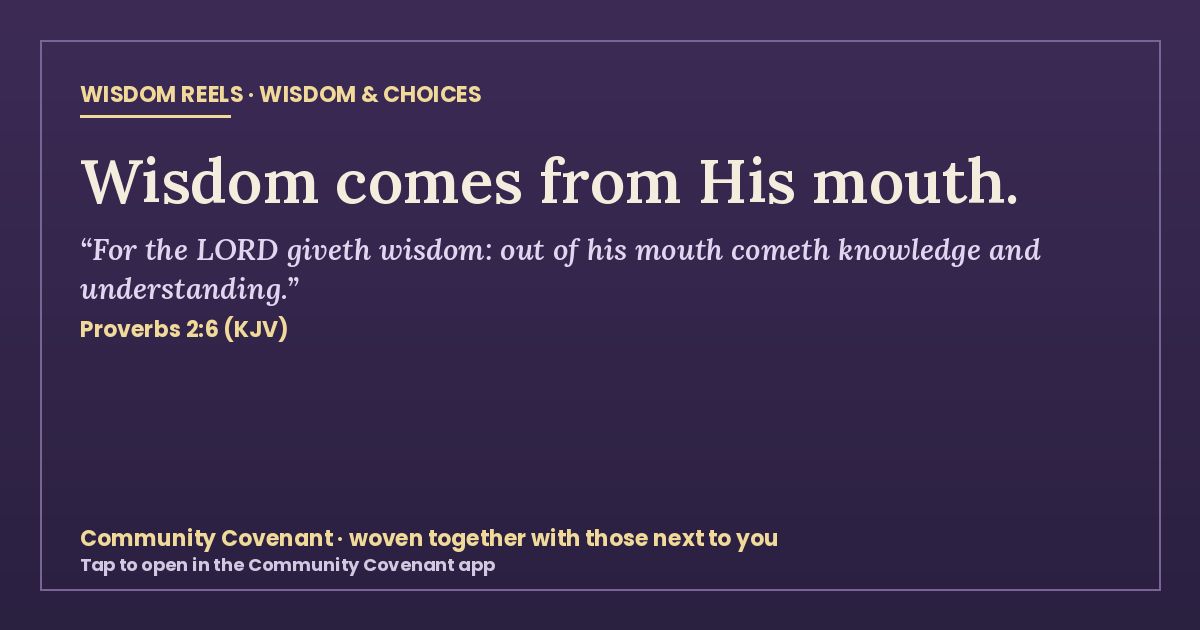 WISDOM REELS · WISDOM & CHOICES
Wisdom comes from His mouth.
“For the LORD giveth wisdom: out of his mouth cometh knowledge and
understanding.”
Proverbs 2:6 (KJV)
Community Covenant · woven together with those next to you
Tap to open in the Community Covenant app